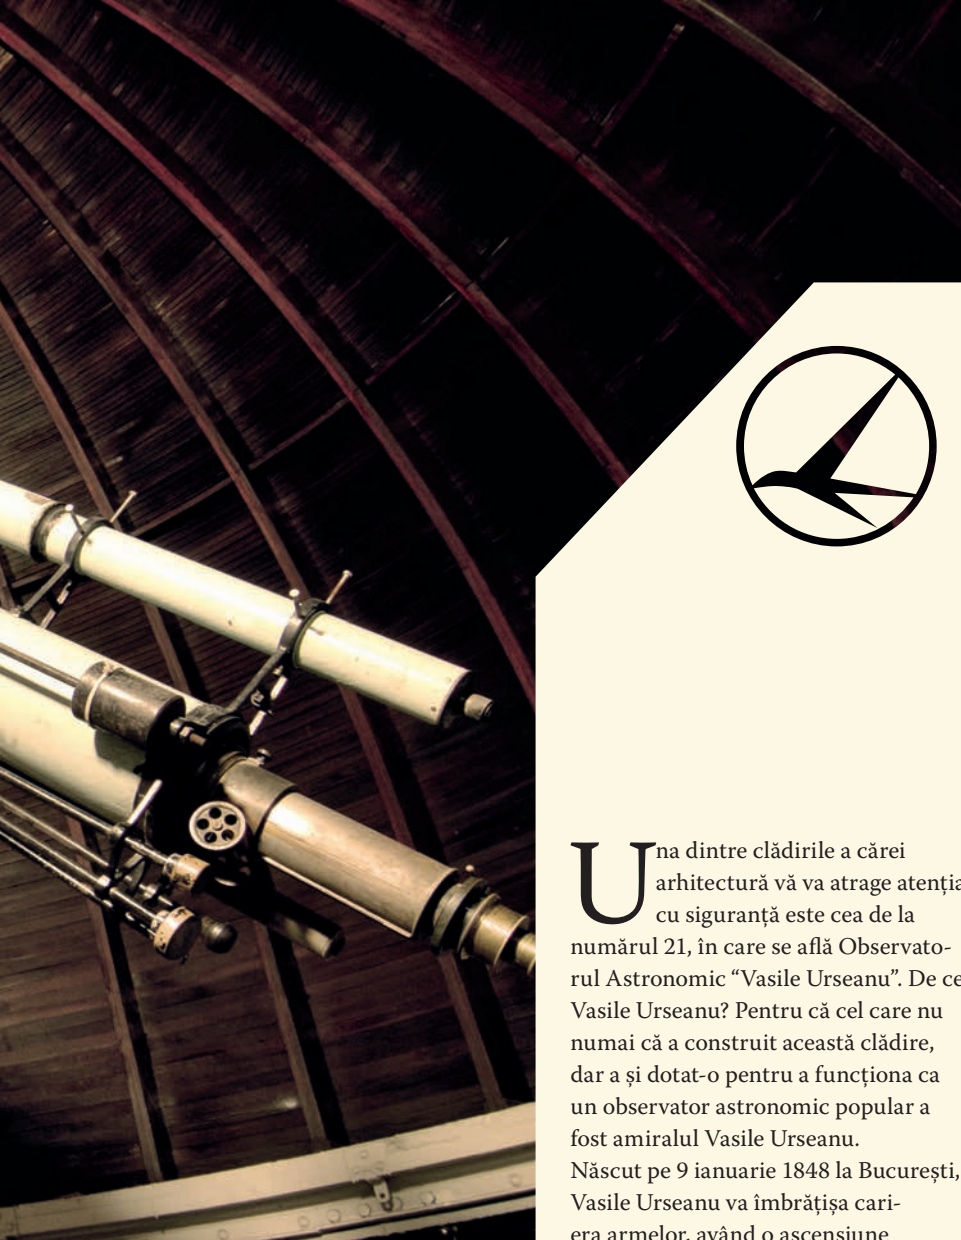 Una dintre clădirile a cărei
arhitectură vă va atrage atenția
cu siguranță este cea de la
numărul 21, în care se află Observato-
rul Astronomic “Vasile Urseanu”. De ce
Vasile Urseanu? Pentru că cel care nu
numai că a construit această clădire,
dar a și dotat-o pentru a funcționa ca
un observator astronomic popular a
fost amiralul Vasile Urseanu.
Născut pe 9 ianuarie 1848 la București,
Vasile Urseanu va îmbrățișa cari-
era armelor, având o ascensiune